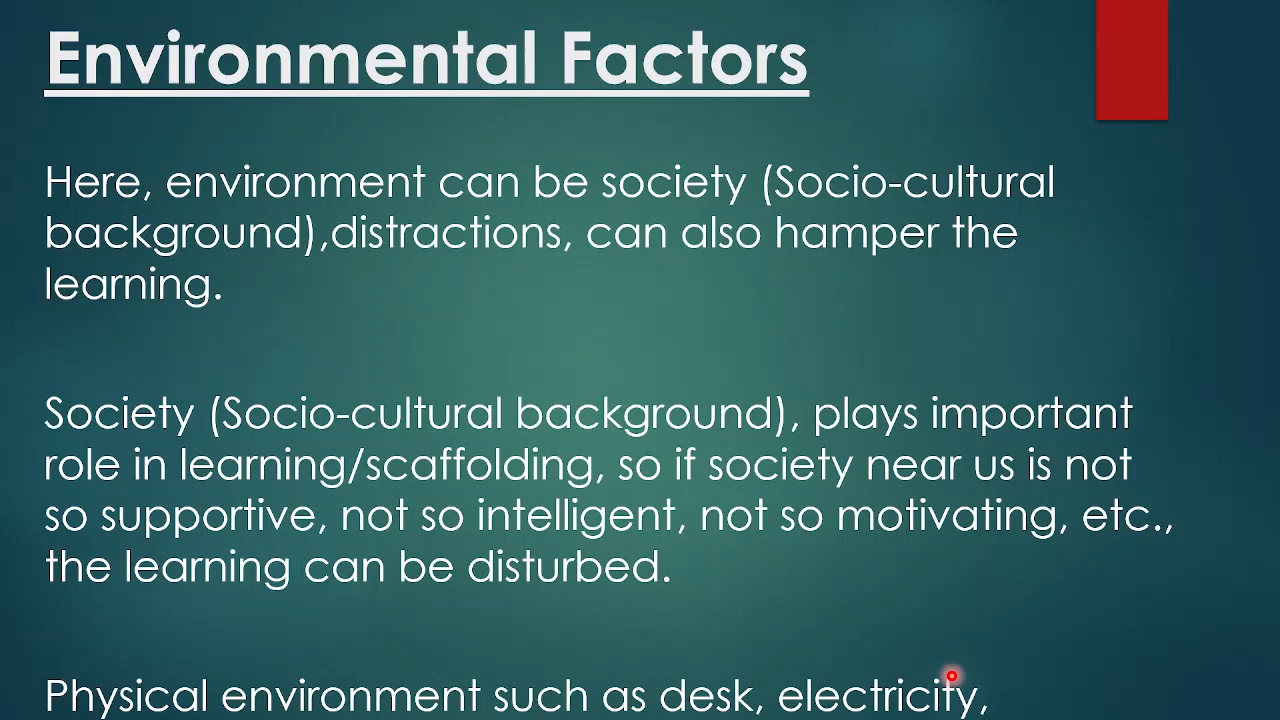 Environmental Factors
Here, environment can be society (Socio-cultural
background),distractions, can also hamper the
learning.
Society (Socio-cultural background), plays important
role in learning/scaffolding, so if society near us is not
so supportive, not so intelligent, not so motivating, etc.,
the learning can be disturbed.
Physical environment such as desk, electricity,